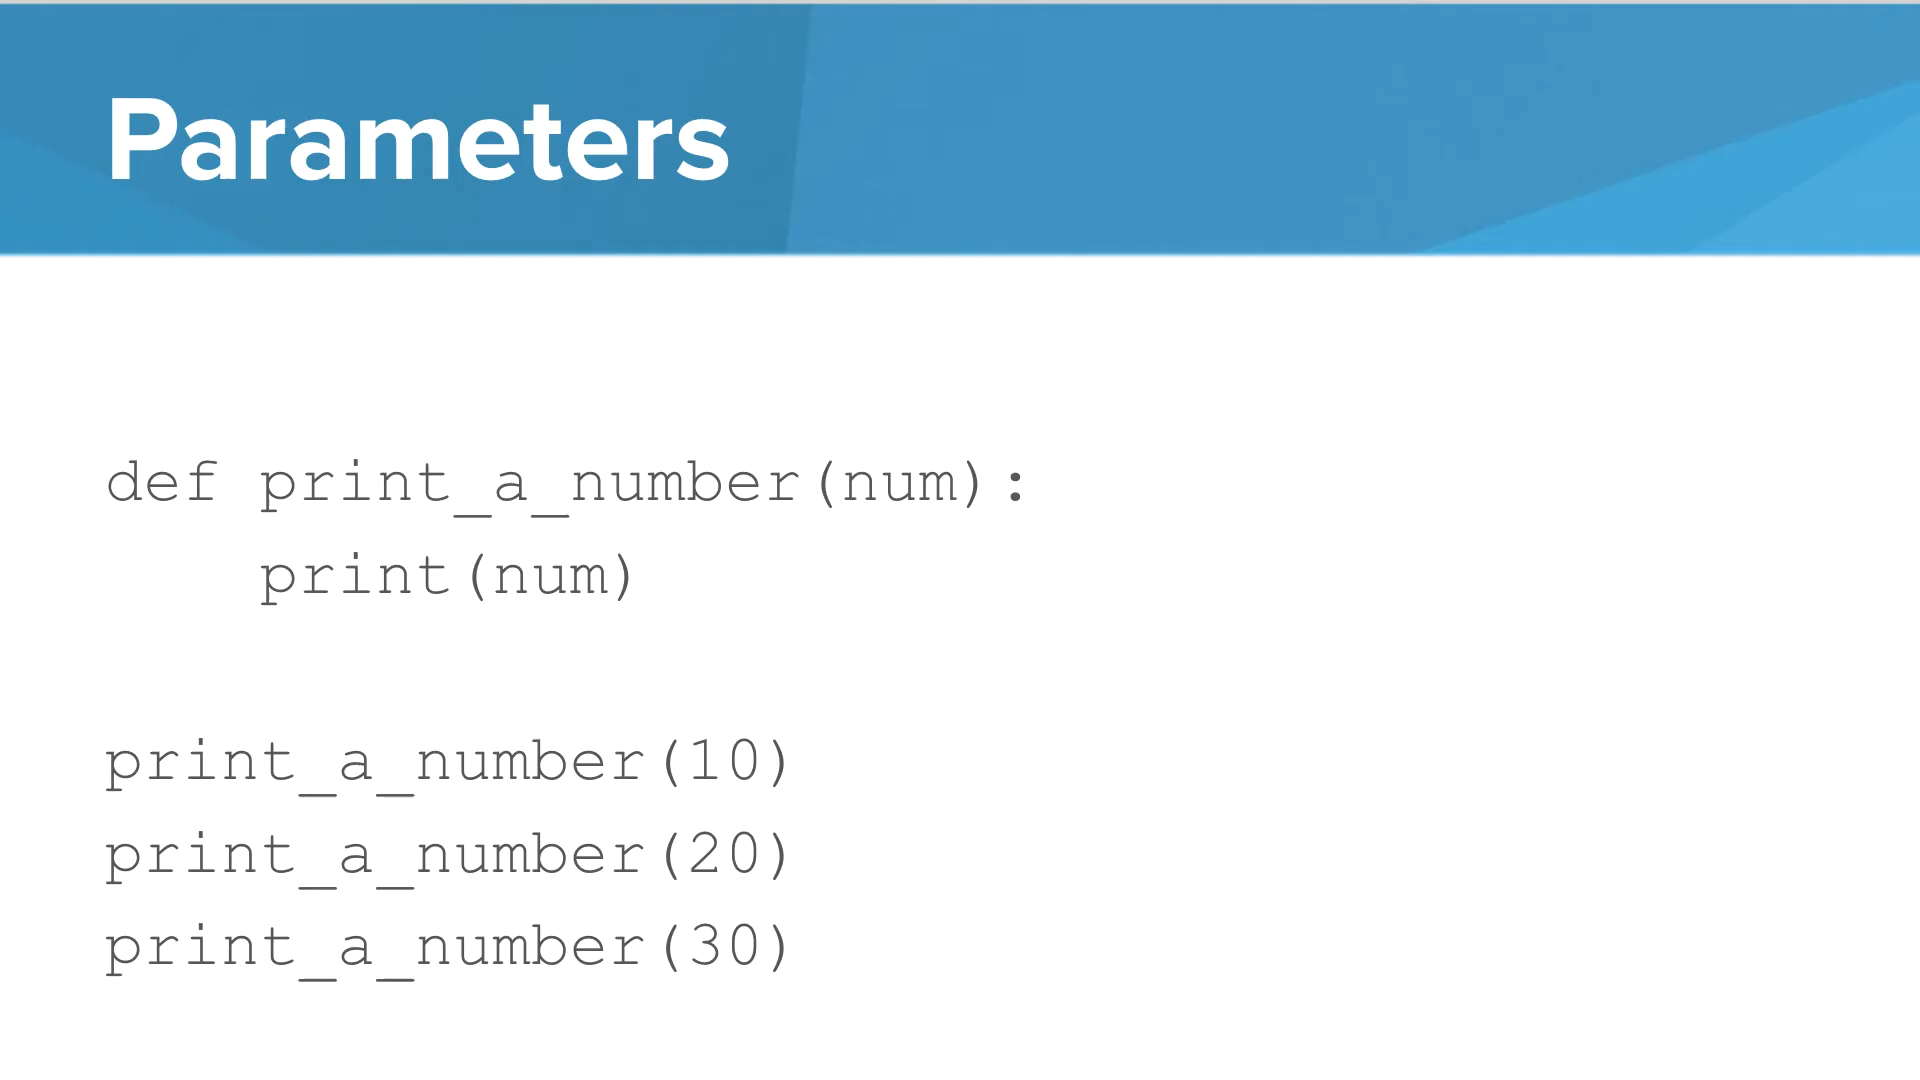 Parameters
def print_a_number(num):
    print(num)
print_a_number(10)
print_a_number(20)
print_a_number(30)